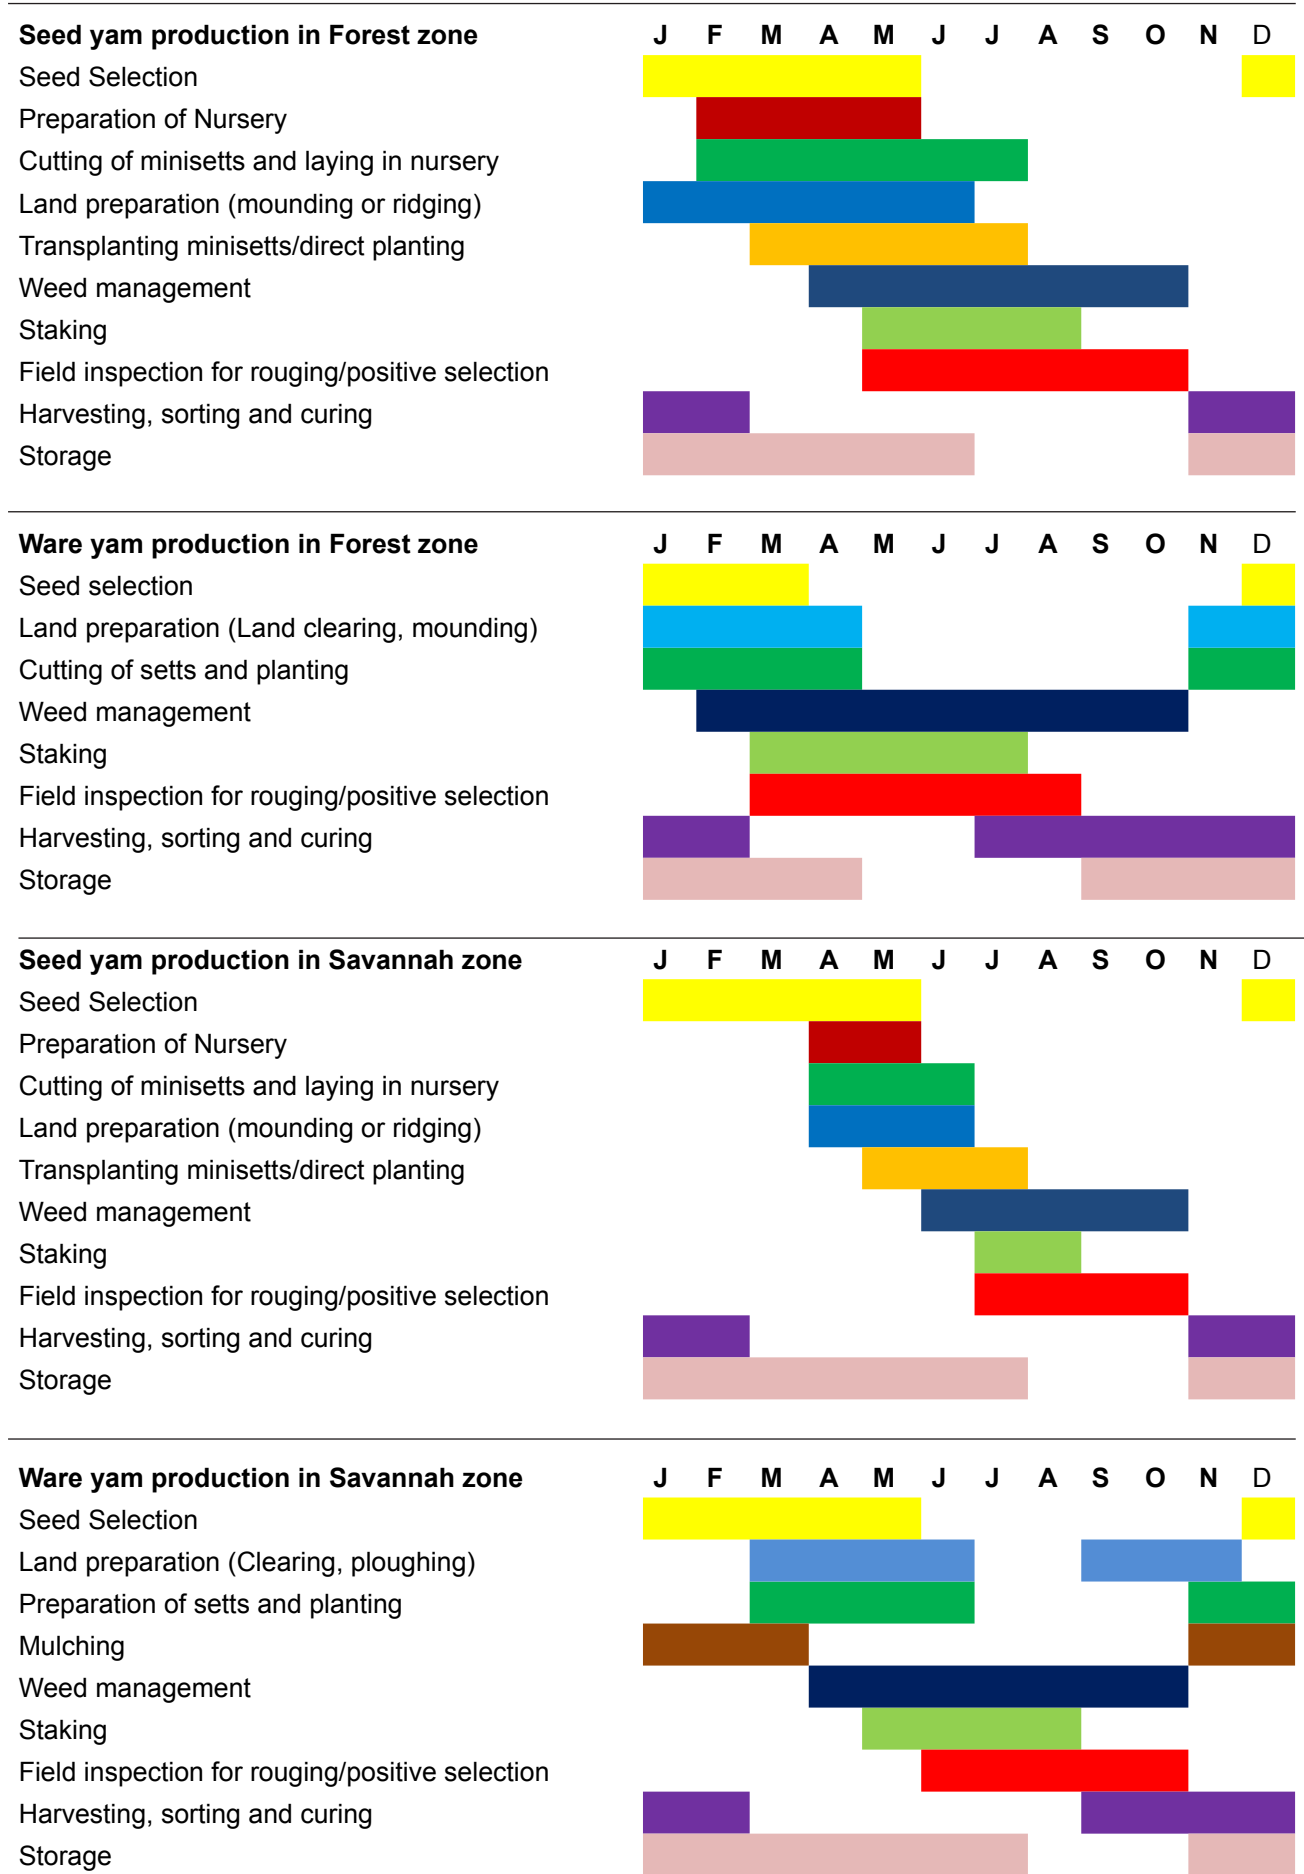 Seed yam production in Forest zone J F M A M J J A S O N D
Seed Selection
Preparation of Nursery
Cutting of minisetts and laying in nursery
Land preparation (mounding or ridging)
Transplanting minisetts/direct planting
Weed management
Staking
Field inspection for rouging/positive selection
Harvesting, sorting and curing
Storage
Ware yam production in Forest zone J F M A M J J A S O N D
Seed selection
Land preparation (Land clearing, mounding)
Cutting of setts and planting
Weed management
Staking
Field inspection for rouging/positive selection
Harvesting, sorting and curing
Storage
Seed yam production in Savannah zone J F M A M J J A S O N D
Seed Selection
Preparation of Nursery
Cutting of minisetts and laying in nursery
Land preparation (mounding or ridging)
Transplanting minisetts/direct planting
Weed management
Staking
Field inspection for rouging/positive selection
Harvesting, sorting and curing
Storage
Ware yam production in Savannah zone J F M A M J J A S O N D
Seed Selection
Land preparation (Clearing, ploughing)
Preparation of setts and planting
Mulching
Weed management
Staking
Field inspection for rouging/positive selection
Harvesting, sorting and curing
Storage